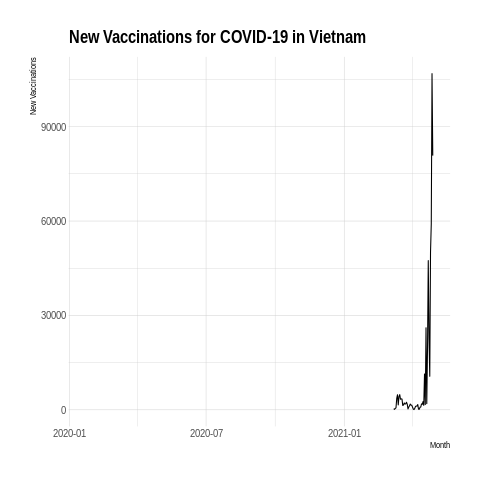 New Vaccinations for COVID-19 in Vietnam
New Vaccinations
90000
60000
30000
0
2020-01
2020-07
2021-01
Month